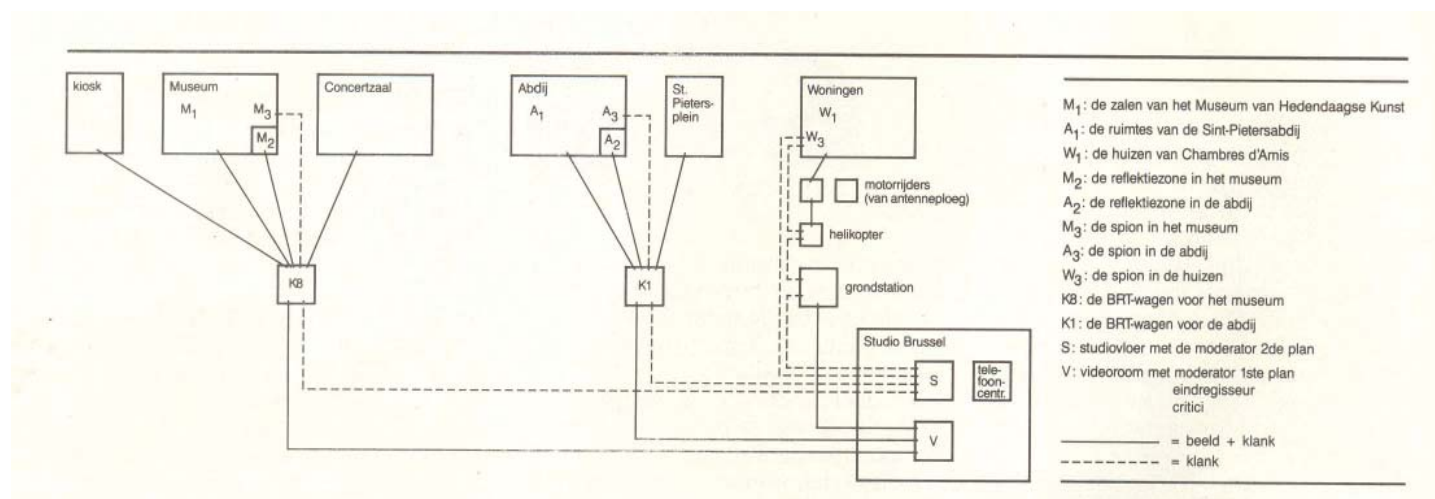 kiosk
Museum
M1
M3
M2
Concertzaal
Abdij
A1
A3
A2
St.
Pieters-
plein
Woningen
W1
W3
motorrijders
(van antenneploeg)
helikopter
grondstation
K8
K1
Studio Brussel
S
tele-
foon-
centr.
V
M1: de zalen van het Museum van Hedendaagse Kunst
A1: de ruimtes van de Sint-Pietersabdij
W1: de huizen van Chambres d'Amis
M2: de reflektiezone in het museum
A2: de reflektiezone in de abdij
M3: de spion in het museum
A3: de spion in de abdij
W3: de spion in de huizen
K8: de BRT-wagen voor het museum
K1: de BRT-wagen voor de abdij
S: studiovloer met de moderator 2de plan
V: videoroom met moderator 1ste plan
eindregisseur
critici
= beeld + klank
= klank